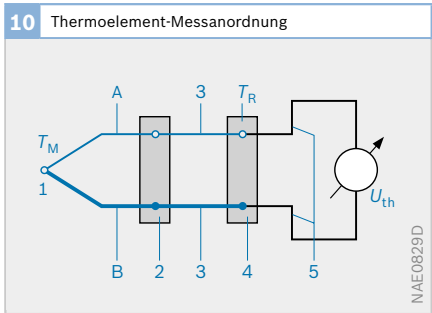 10 Thermoelement-Messanordnung
A 3 T_R
T_M
1
U_th
B 2 3 4 5
NAE0829D